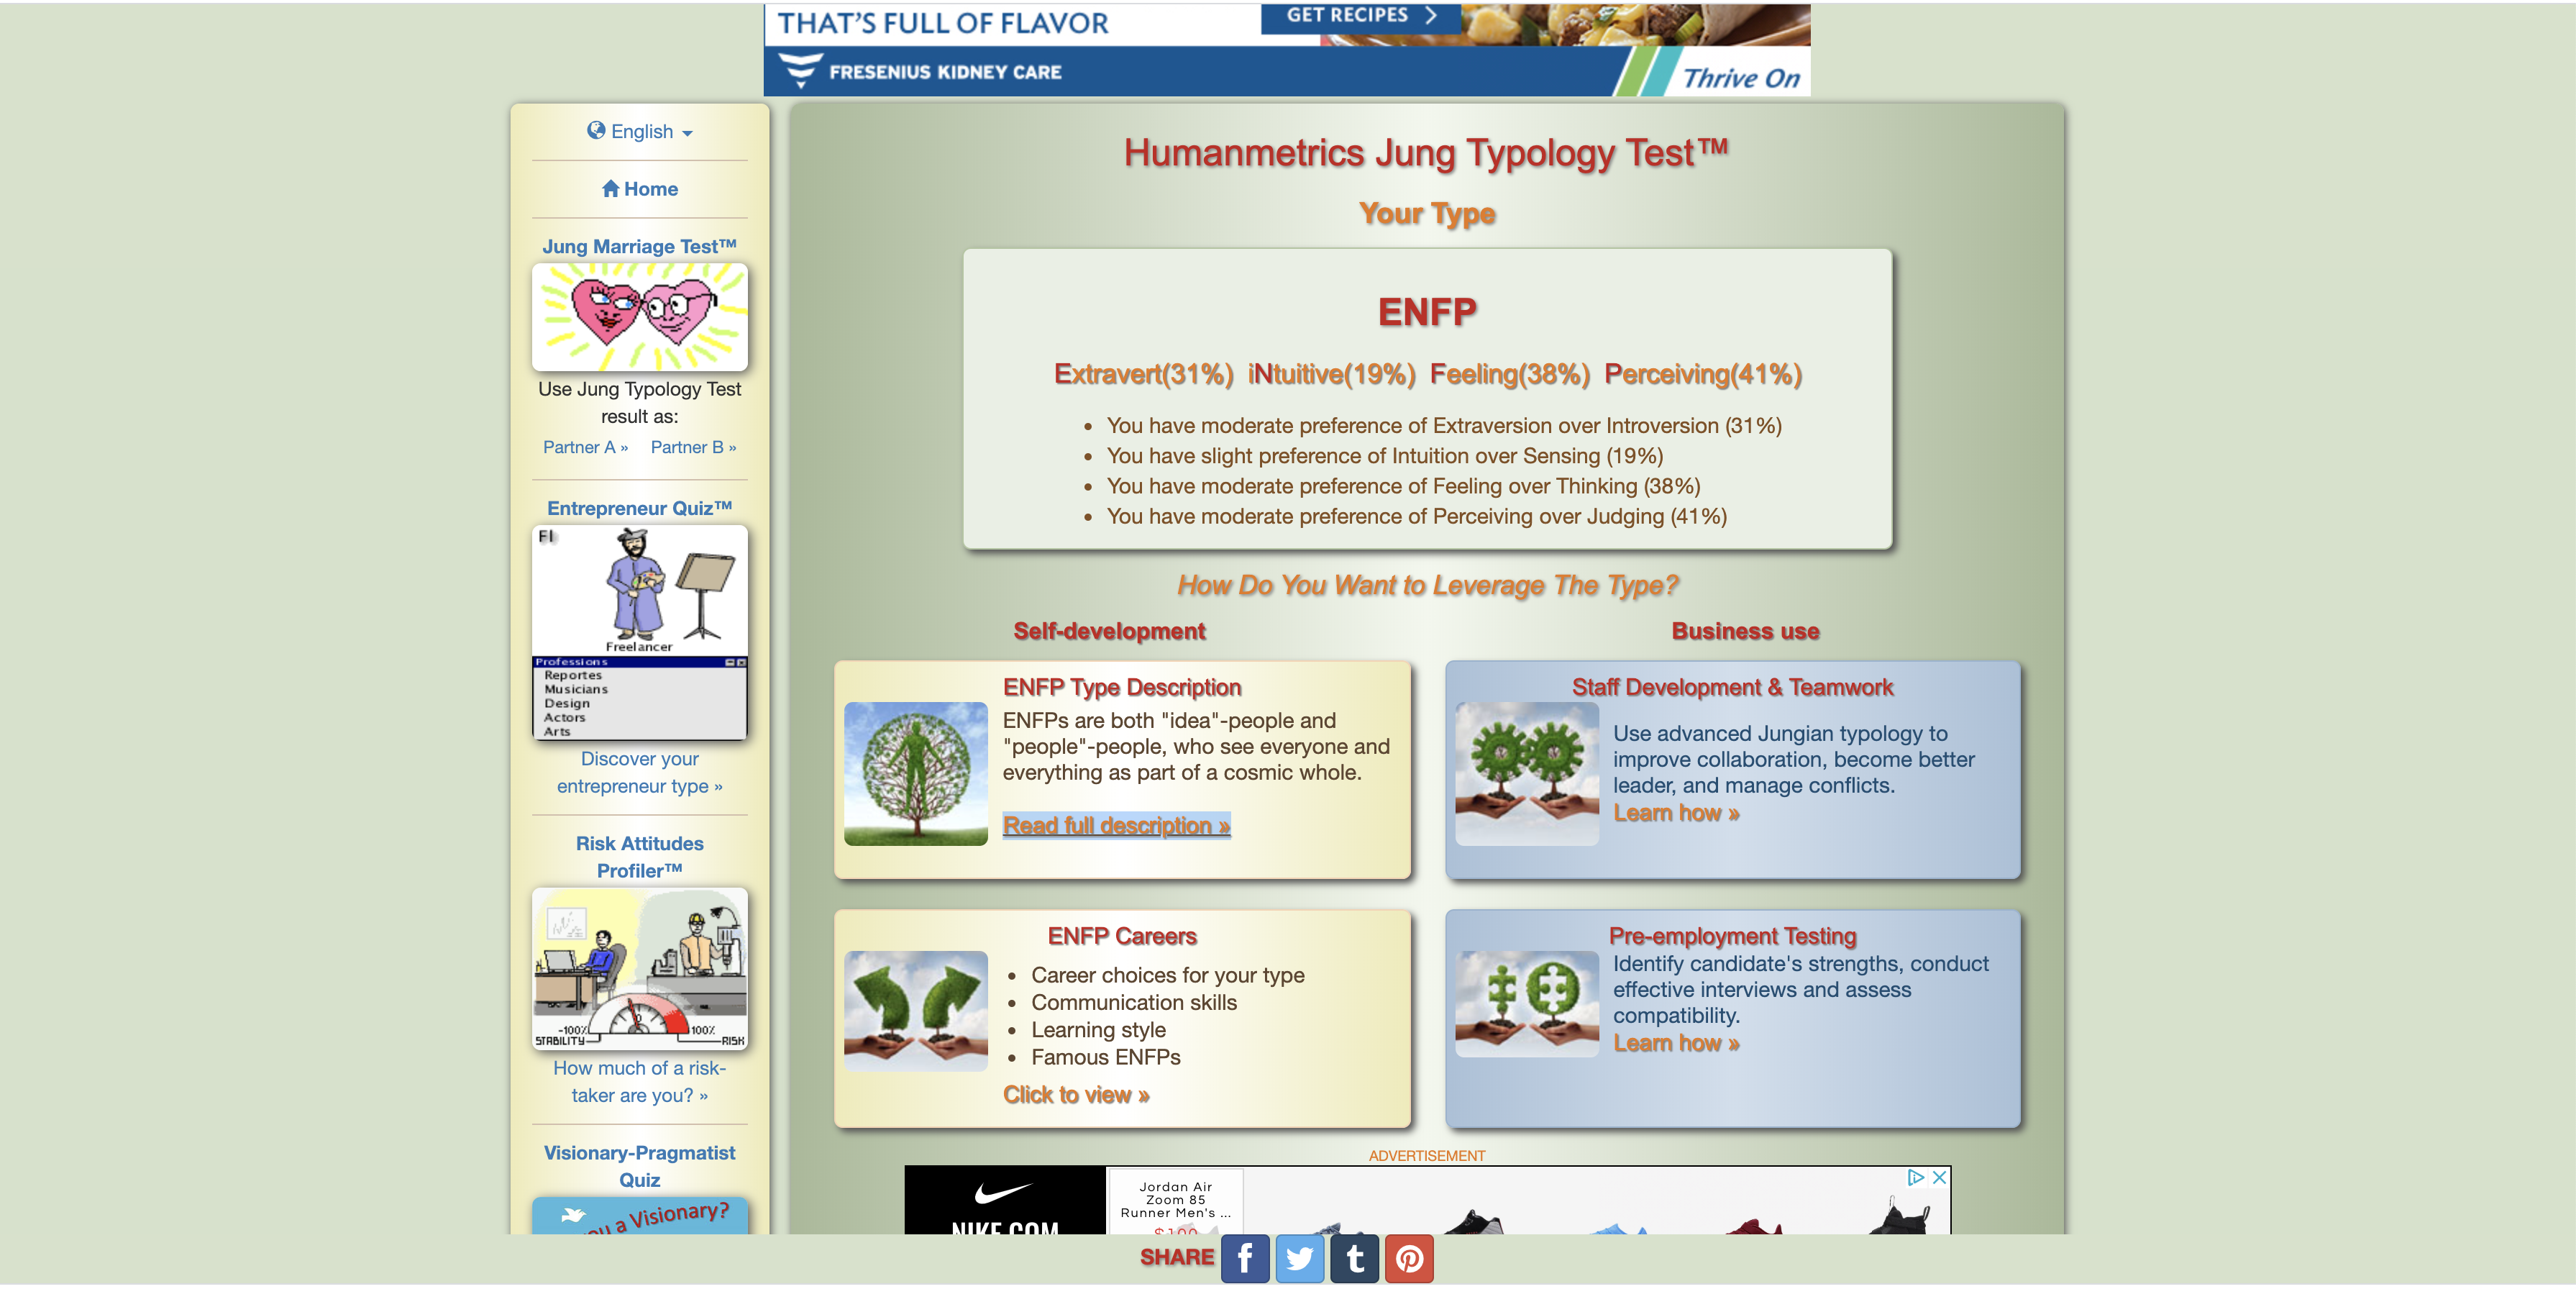 THAT'S FULL OF FLAVOR
GET RECIPES
FRESENIUS KIDNEY CARE
Thrive On
English
Home
Jung Marriage Test™
Use Jung Typology Test
result as:
Partner A » Partner B »
Entrepreneur Quiz™
FI
Freelancer
Professions
Reportes
Musicians
Design
Actors
Arts
Discover your
entrepreneur type »
Risk Attitudes
Profiler™
-100% 0 100%
STABILITY RISK
How much of a risk-
taker are you? »
Visionary-Pragmatist
Quiz
you a Visionary?
Humanmetrics Jung Typology Test™
Your Type
ENFP
Extravert(31%) iNtuitive(19%) Feeling(38%) Perceiving(41%)
• You have moderate preference of Extraversion over Introversion (31%)
• You have slight preference of Intuition over Sensing (19%)
• You have moderate preference of Feeling over Thinking (38%)
• You have moderate preference of Perceiving over Judging (41%)
How Do You Want to Leverage The Type?
Self-development
ENFP Type Description
ENFPs are both "idea"-people and
"people"-people, who see everyone and
everything as part of a cosmic whole.
Read full description »
ENFP Careers
• Career choices for your type
• Communication skills
• Learning style
• Famous ENFPs
Click to view »
Business use
Staff Development & Teamwork
Use advanced Jungian typology to
improve collaboration, become better
leader, and manage conflicts.
Learn how »
Pre-employment Testing
Identify candidate's strengths, conduct
effective interviews and assess
compatibility.
Learn how »
ADVERTISEMENT
NIKE.COM
Jordan Air
Zoom 85
Runner Men's ...
SHARE